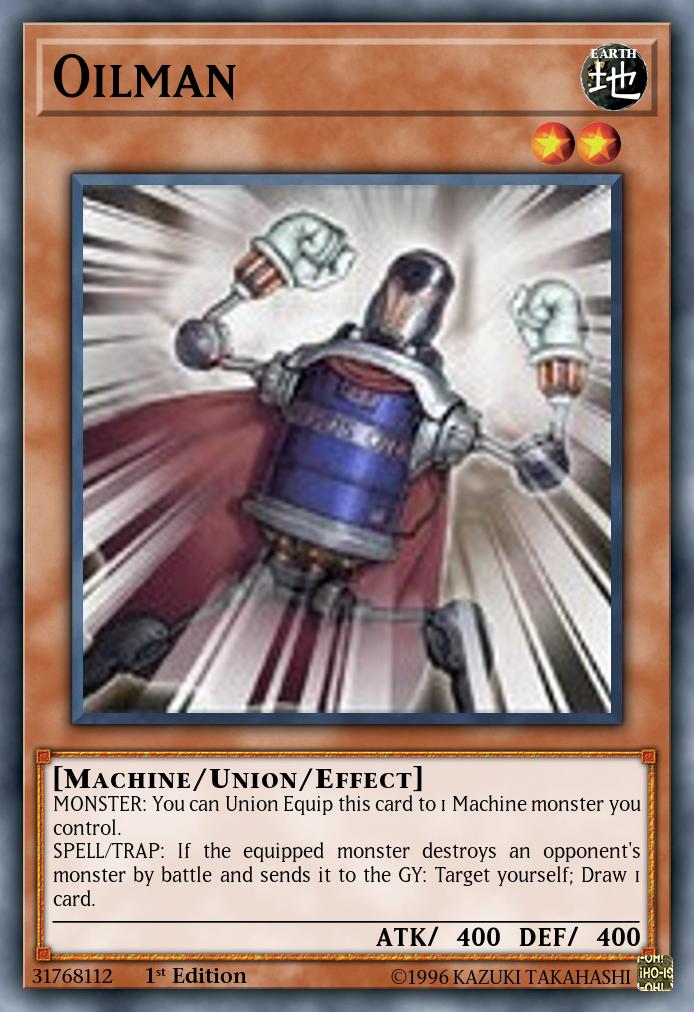 OILMAN
EARTH
地
[MACHINE/UNION/EFFECT]
MONSTER: You can Union Equip this card to 1 Machine monster you
control.
SPELL/TRAP: If the equipped monster destroys an opponent's
monster by battle and sends it to the GY: Target yourself; Draw 1
card.
ATK/ 400 DEF/ 400
31768112 1st Edition ©1996 KAZUKI TAKAHASHI